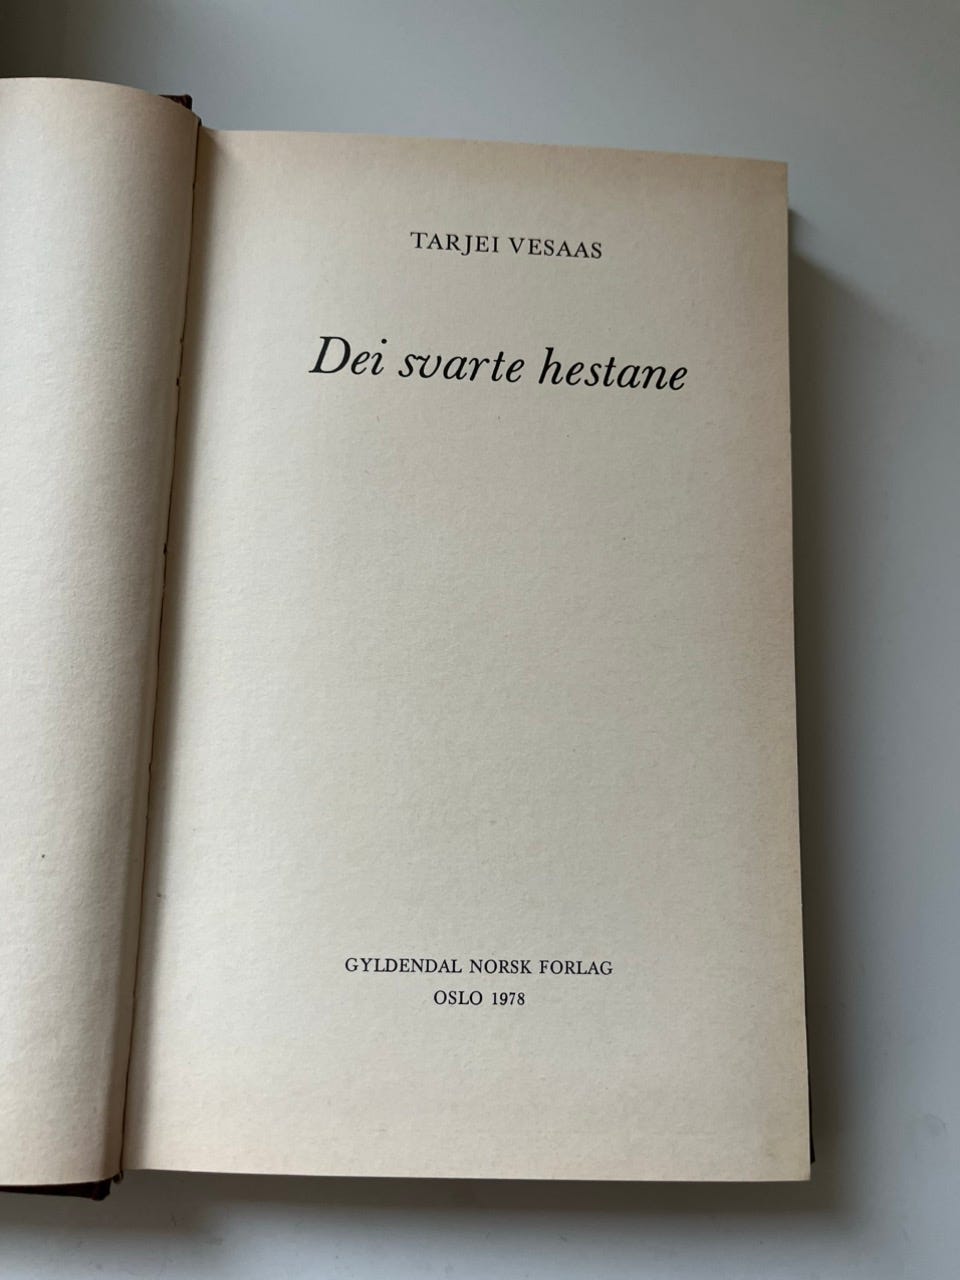 TARJEI VESAAS
Dei svarte hestane
GYLDENDAL NORSK FORLAG
OSLO 1978